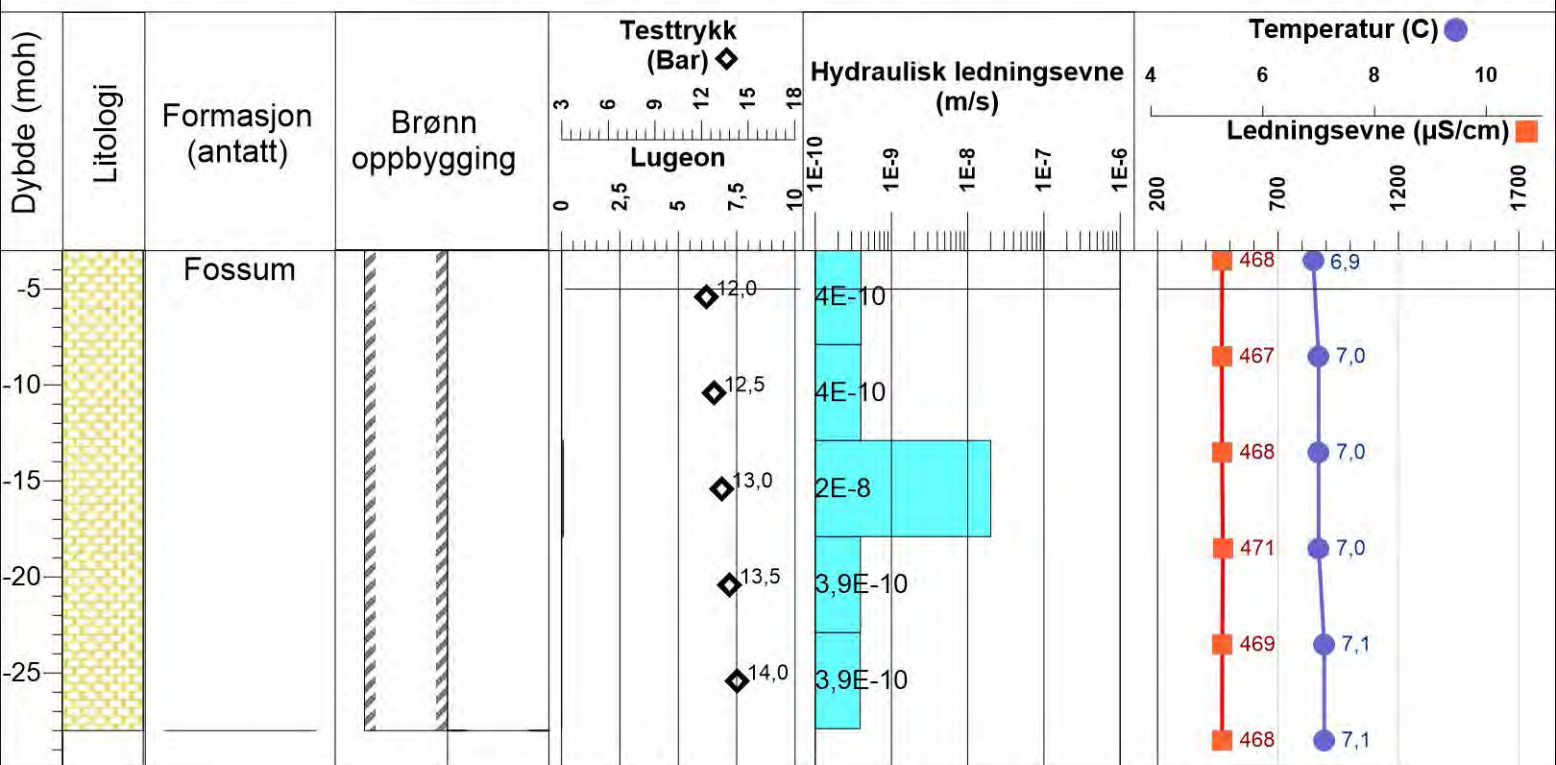 Dybde (moh)
Litologi
Formasjon
(antatt)
Brønn
oppbygging
Testtrykk
(Bar)
3 6 9 12 15 18
Lugeon
0 2,5 5 7,5 10
Hydraulisk ledningsevne
(m/s)
1E-10 1E-9 1E-8 1E-7 1E-6
Temperatur (C)
4 6 8 10
Ledningsevne (µS/cm)
200 700 1200 1700
Fossum
468 6,9
-5 12,0 4E-10
467 7,0
-10 12,5 4E-10
468 7,0
-15 13,0 2E-8
471 7,0
-20 13,5 3,9E-10
469 7,1
-25 14,0 3,9E-10
468 7,1